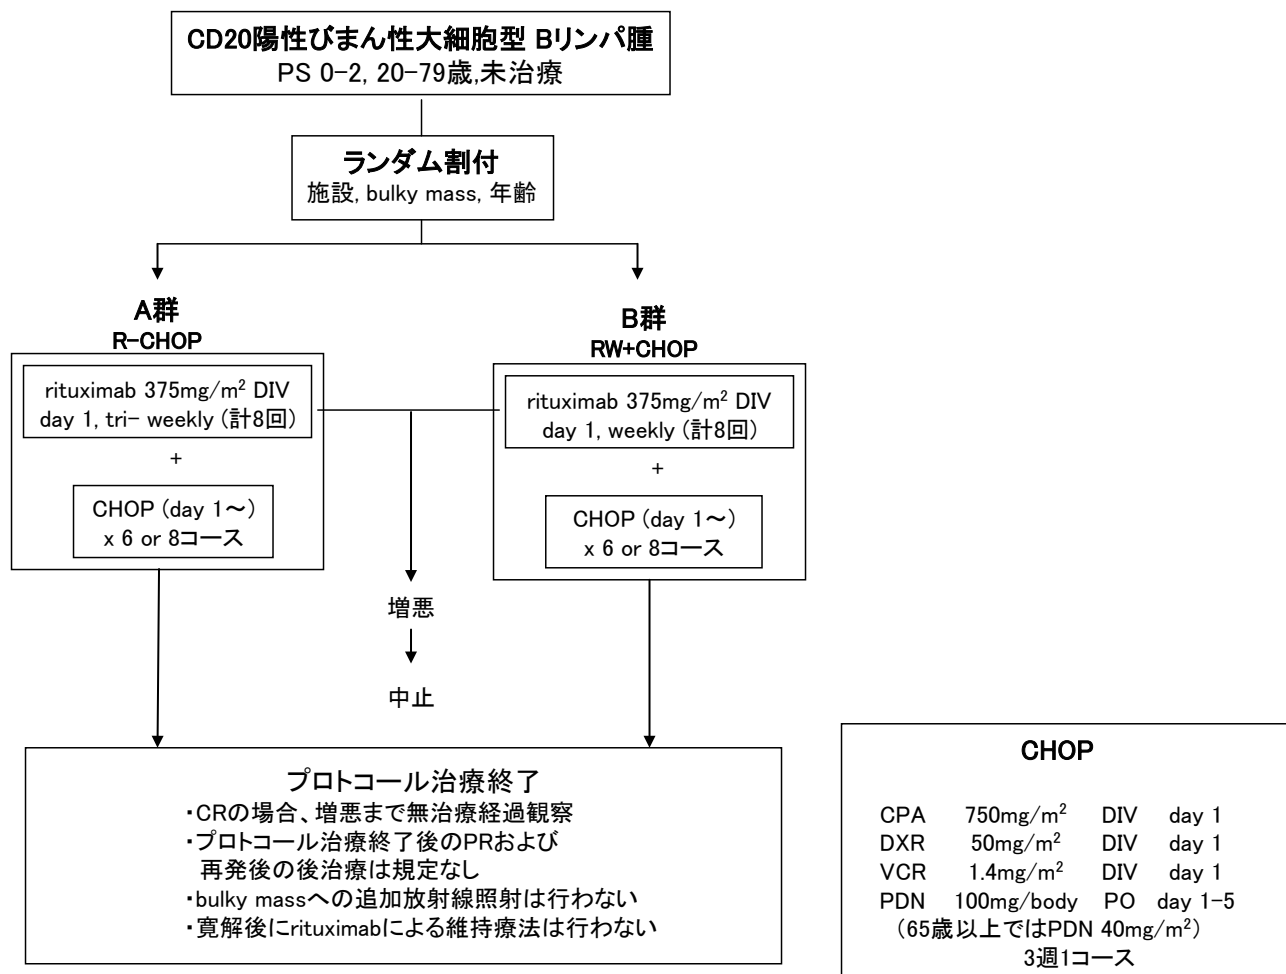 CD20陽性びまん性大細胞型 Bリンパ腫
PS 0-2, 20-79歳,未治療
ランダム割付
施設, bulky mass, 年齢
A群
R-CHOP
rituximab 375mg/m² DIV
day 1, tri- weekly (計8回)
+
CHOP (day 1～)
x 6 or 8コース
B群
RW+CHOP
rituximab 375mg/m² DIV
day 1, weekly (計8回)
+
CHOP (day 1～)
x 6 or 8コース
増悪
中止
プロトコール治療終了
・CRの場合、増悪まで無治療経過観察
・プロトコール治療終了後のPRおよび
再発後の後治療は規定なし
・bulky massへの追加放射線照射は行わない
・寛解後にrituximabによる維持療法は行わない
CHOP
CPA 750mg/m² DIV day 1
DXR 50mg/m² DIV day 1
VCR 1.4mg/m² DIV day 1
PDN 100mg/body PO day 1-5
（65歳以上ではPDN 40mg/m²）
3週1コース